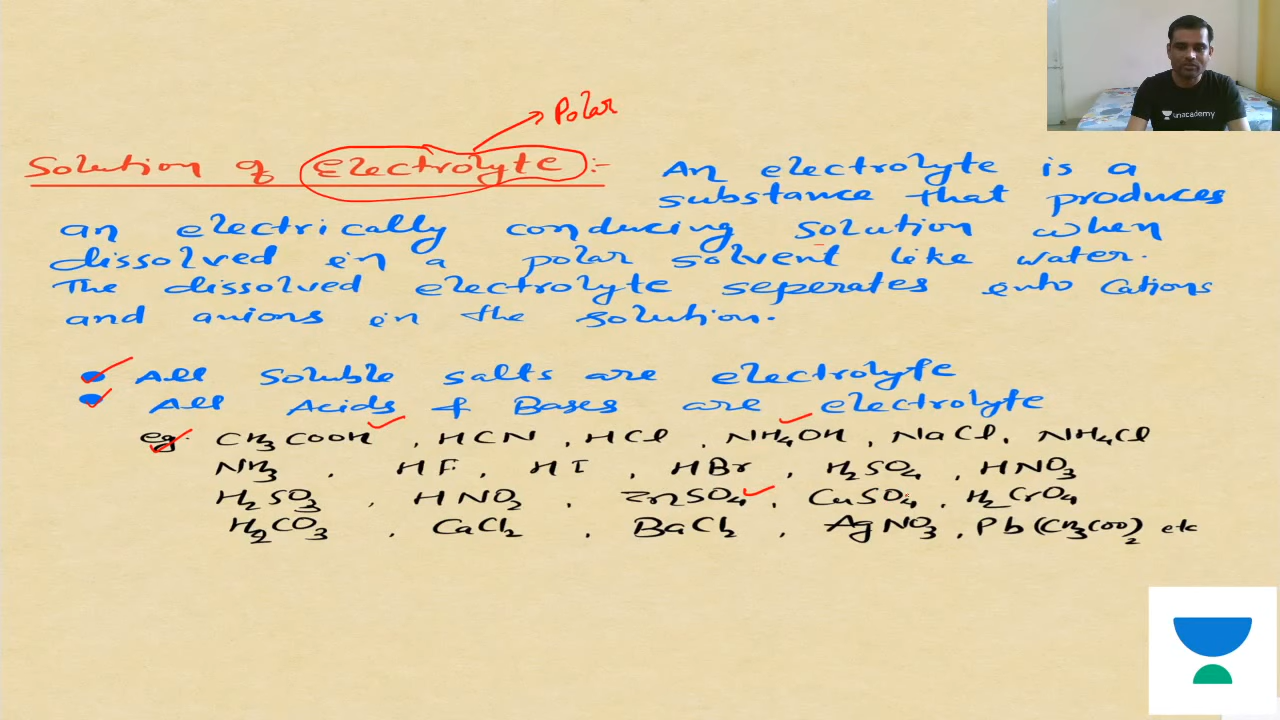 Polar
Solution of Electrolyte :- An electrolyte is a
substance that produces
an electrically conducing solution when
dissolved in a polar solvent like water.
The dissolved electrolyte seperates into Cations
and anions in the solution.
All Soluble salts are electrolyte
All Acids & Bases are electrolyte
eg. CH3COOH, HCN, HCl, NH4OH, NaCl, NH4Cl
NH3, HF, HI, HBr, H2SO4, HNO3
H2SO3, HNO2, ZnSO4, CuSO4, H2CrO4
H2CO3, CaCl2, BaCl2, AgNO3, Pb(CH3COO)2 etc
unacademy